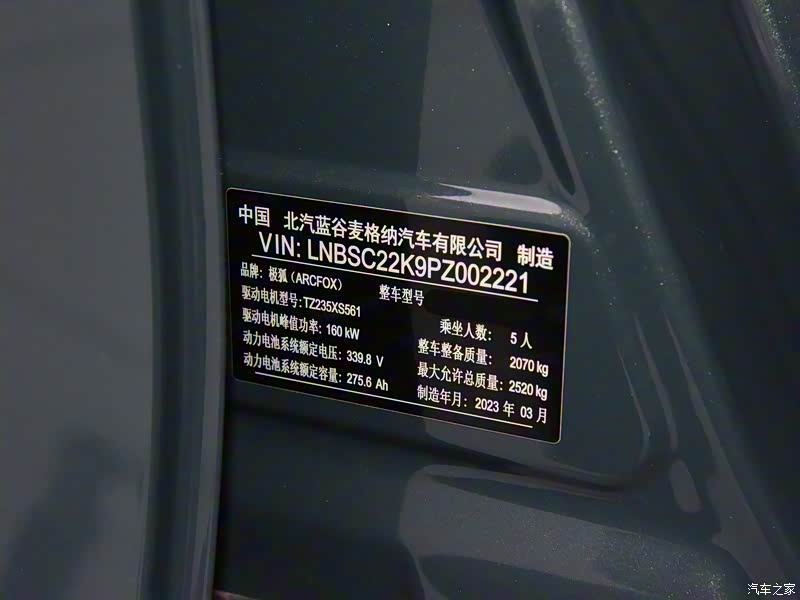 中国 北汽蓝谷麦格纳汽车有限公司 制造
VIN: LNBSC22K9PZ002221
品牌: 极狐 (ARCFOX) 整车型号
驱动电机型号: TZ235XS561
乘坐人数: 5 人
驱动电机峰值功率: 160 kW
整车整备质量: 2070 kg
动力电池系统额定电压: 339.8 V
最大允许总质量: 2520 kg
动力电池系统额定容量: 275.6 Ah
制造年月: 2023 年 03 月
汽车之家